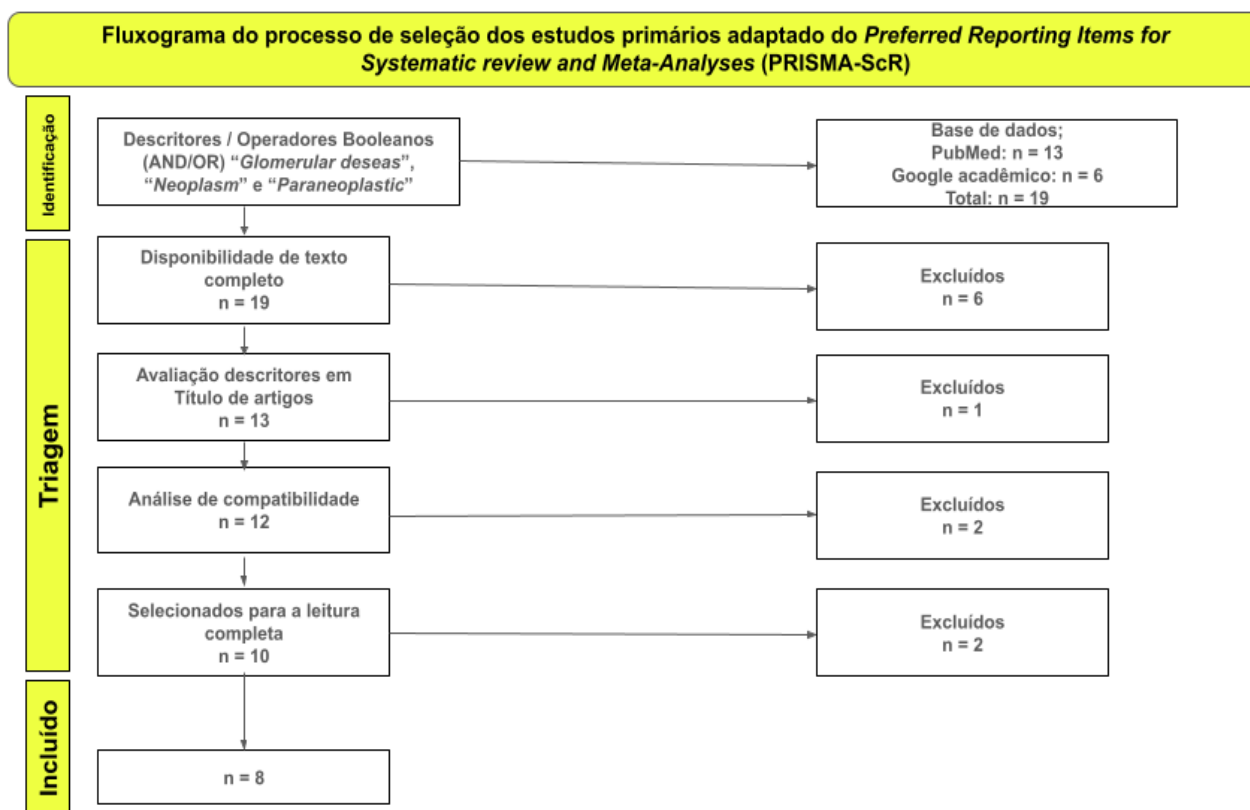 Fluxograma do processo de seleção dos estudos primários adaptado do Preferred Reporting Items for
Systematic review and Meta-Analyses (PRISMA-ScR)
Identificação
Descritores / Operadores Booleanos
(AND/OR) “Glomerular deseas”,
“Neoplasm” e “Paraneoplastic”
Base de dados;
PubMed: n = 13
Google acadêmico: n = 6
Total: n = 19
Triagem
Disponibilidade de texto
completo
n = 19
Excluídos
n = 6
Avaliação descritores em
Título de artigos
n = 13
Excluídos
n = 1
Análise de compatibilidade
n = 12
Excluídos
n = 2
Selecionados para a leitura
completa
n = 10
Excluídos
n = 2
Incluído
n = 8